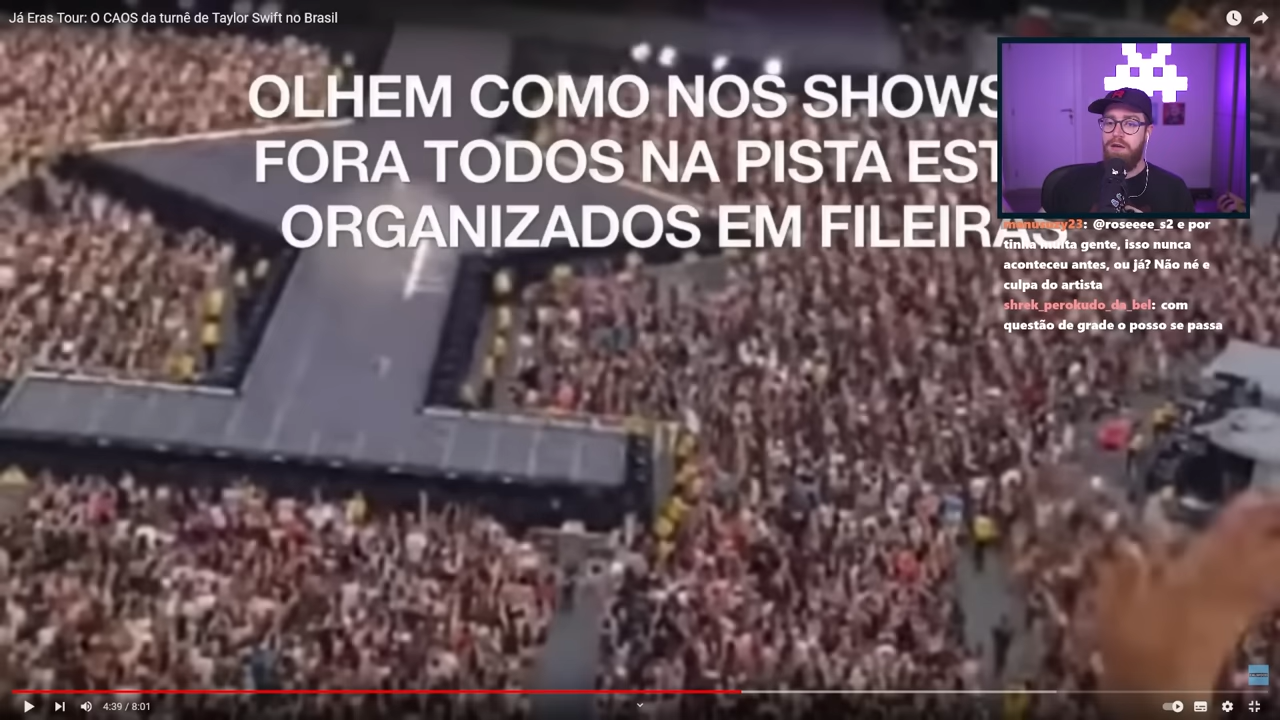 Já Eras Tour: O CAOS da turnê de Taylor Swift no Brasil
OLHEM COMO NOS SHOWS
FORA TODOS NA PISTA EST
ORGANIZADOS EM FILEIRA
: @roseeee_s2 e por
tinha muita gente, isso nunca
aconteceu antes, ou já? Não né e
culpa do artista
shrek_perokudo_da_bel: com
questão de grade o posso se passa
4:39 / 8:01